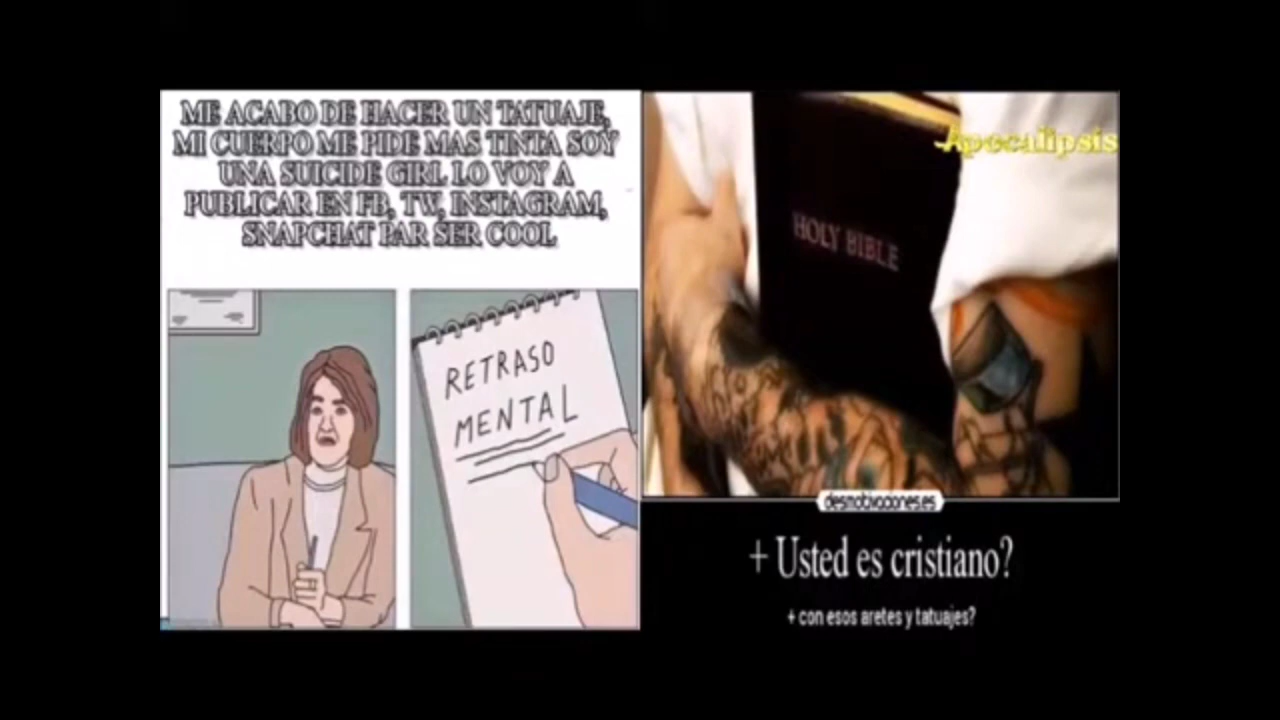 ME ACABO DE HACER UN TATUAJE,
MI CUERPO ME PIDE MAS TINTA SOY
UNA SUICIDE GIRL LO VOY A
PUBLICAR EN FB, TW, INSTAGRAM,
SNAPCHAT PAR SER COOL
RETRASO
MENTAL
Apocalipsis
HOLY BIBLE
desmotivaciones.es
+ Usted es cristiano?
+ con esos aretes y tatuajes?